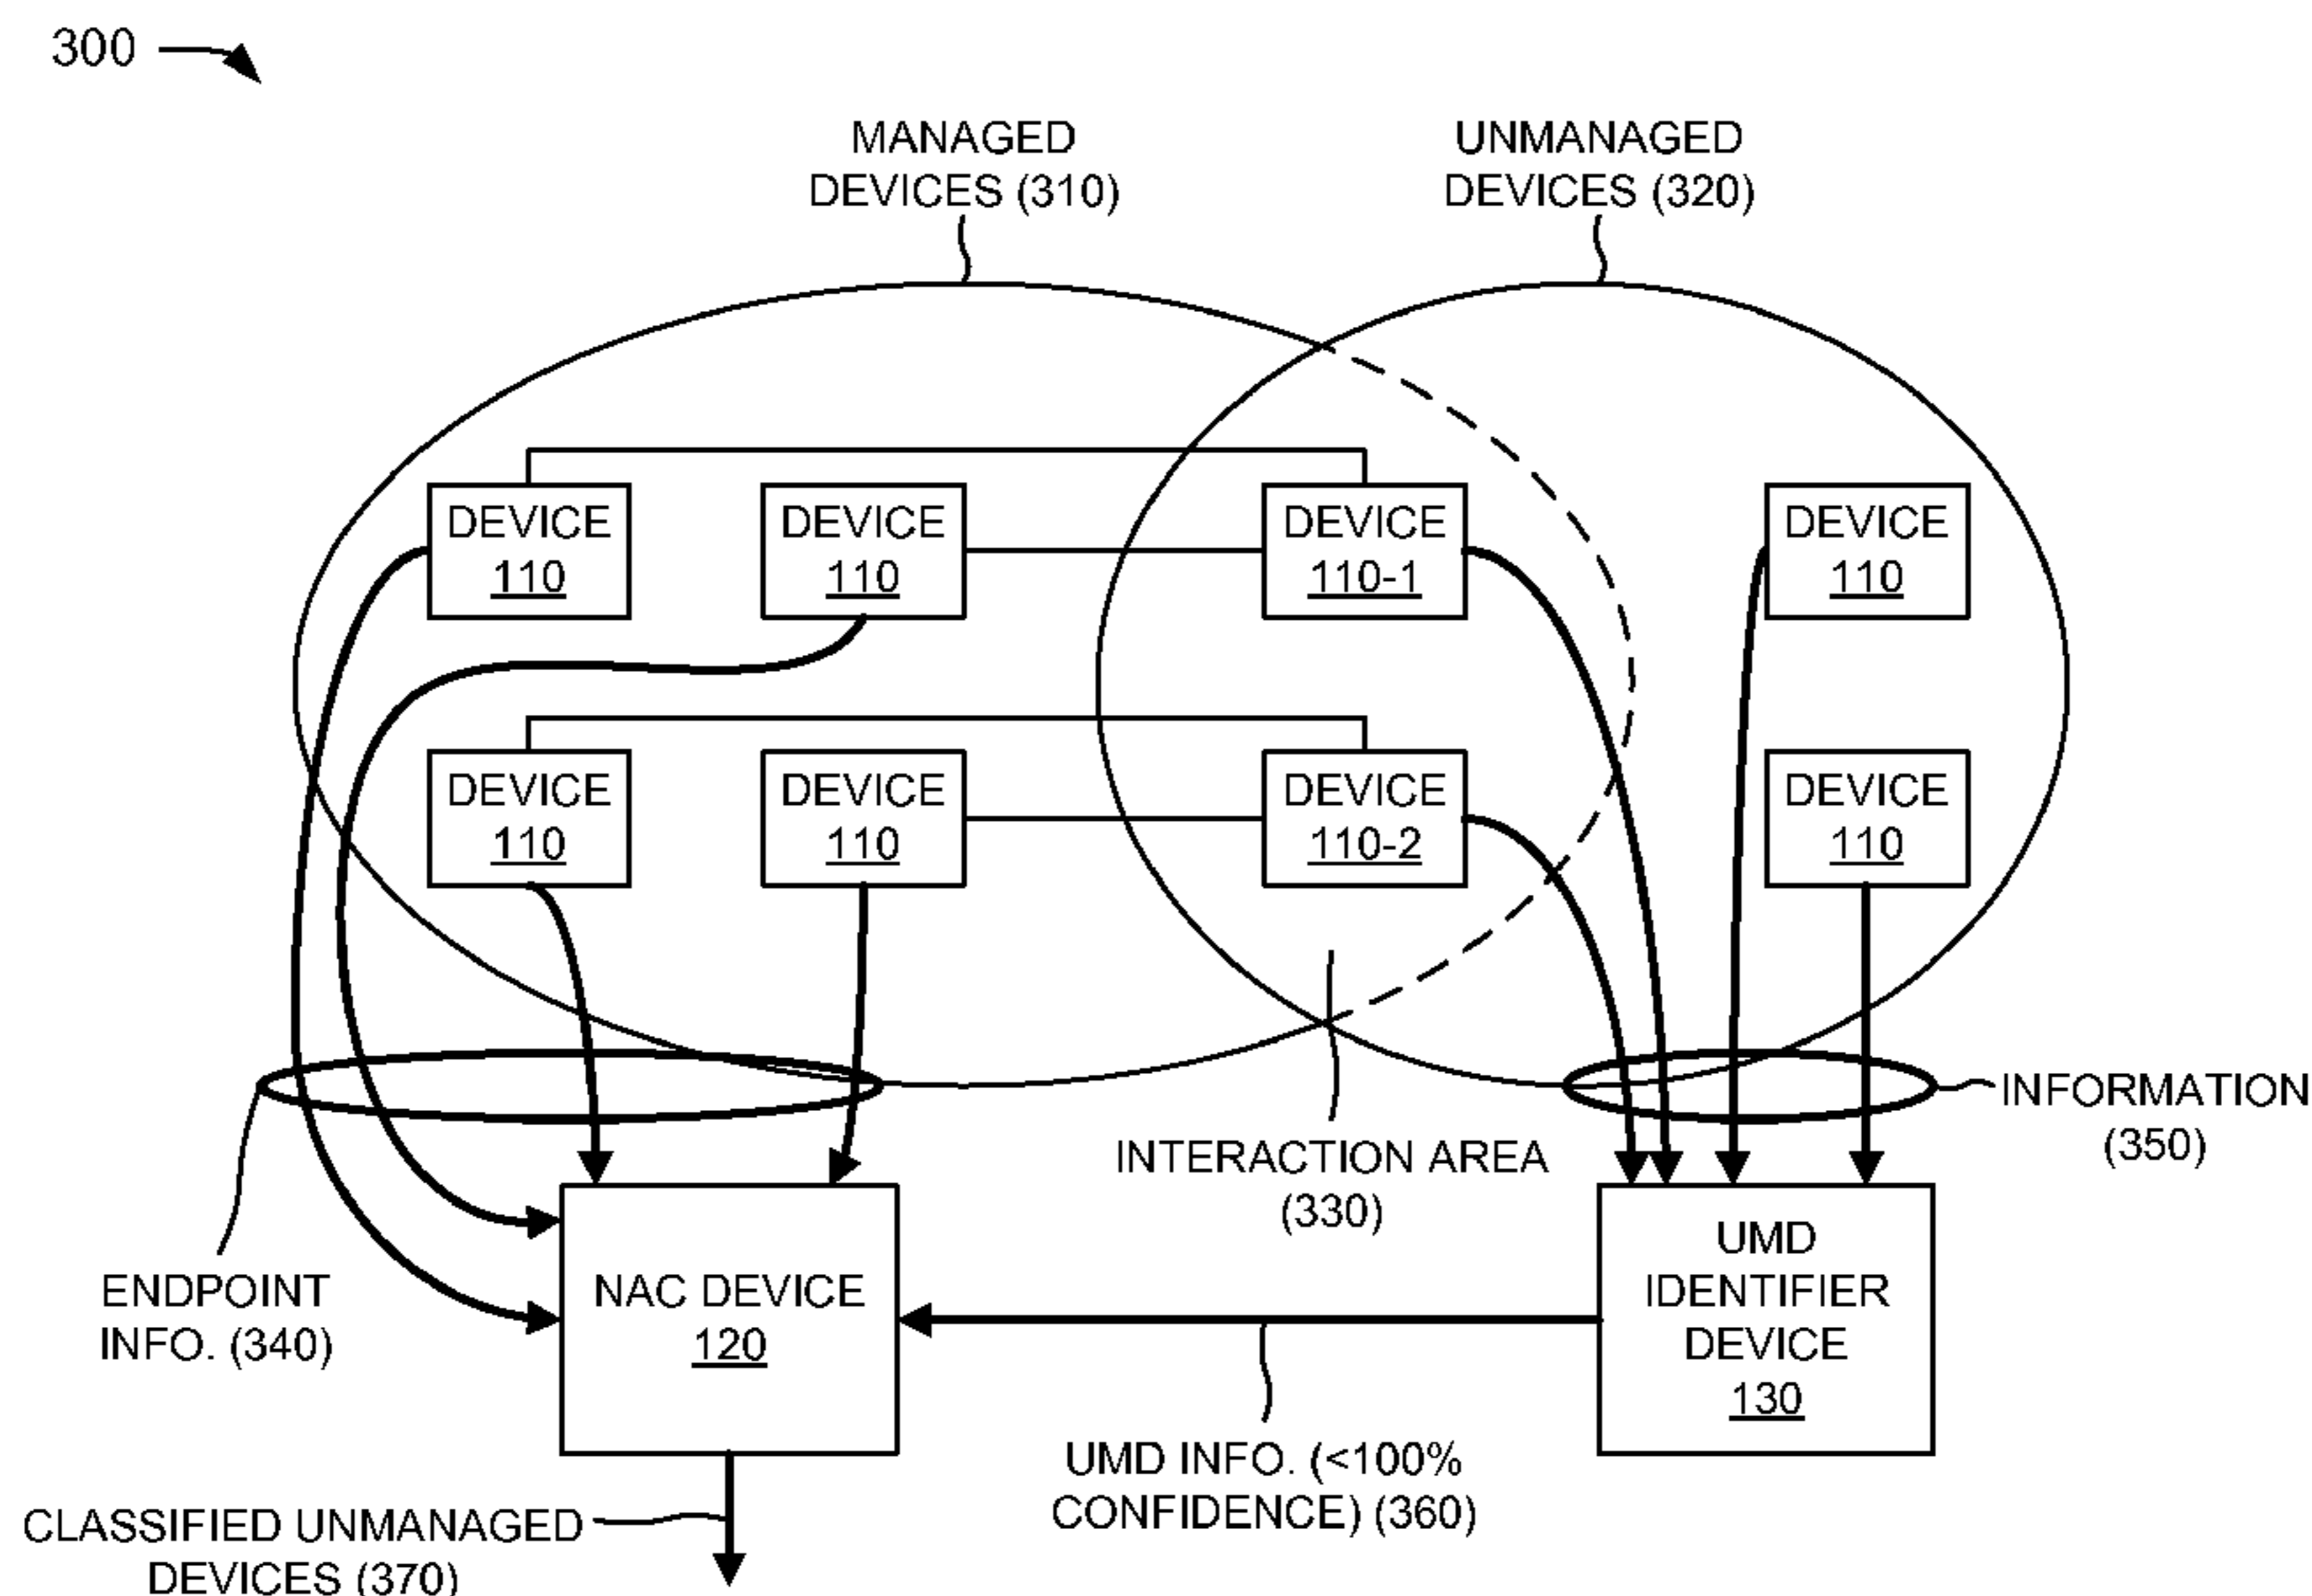 300
MANAGED
DEVICES (310)
UNMANAGED
DEVICES (320)
DEVICE
110
DEVICE
110
DEVICE
110-1
DEVICE
110
DEVICE
110
DEVICE
110
DEVICE
110-2
DEVICE
110
INFORMATION
(350)
INTERACTION AREA
(330)
ENDPOINT
INFO. (340)
NAC DEVICE
120
UMD
IDENTIFIER
DEVICE
130
UMD INFO. (<100%
CONFIDENCE) (360)
CLASSIFIED UNMANAGED
DEVICES (370)